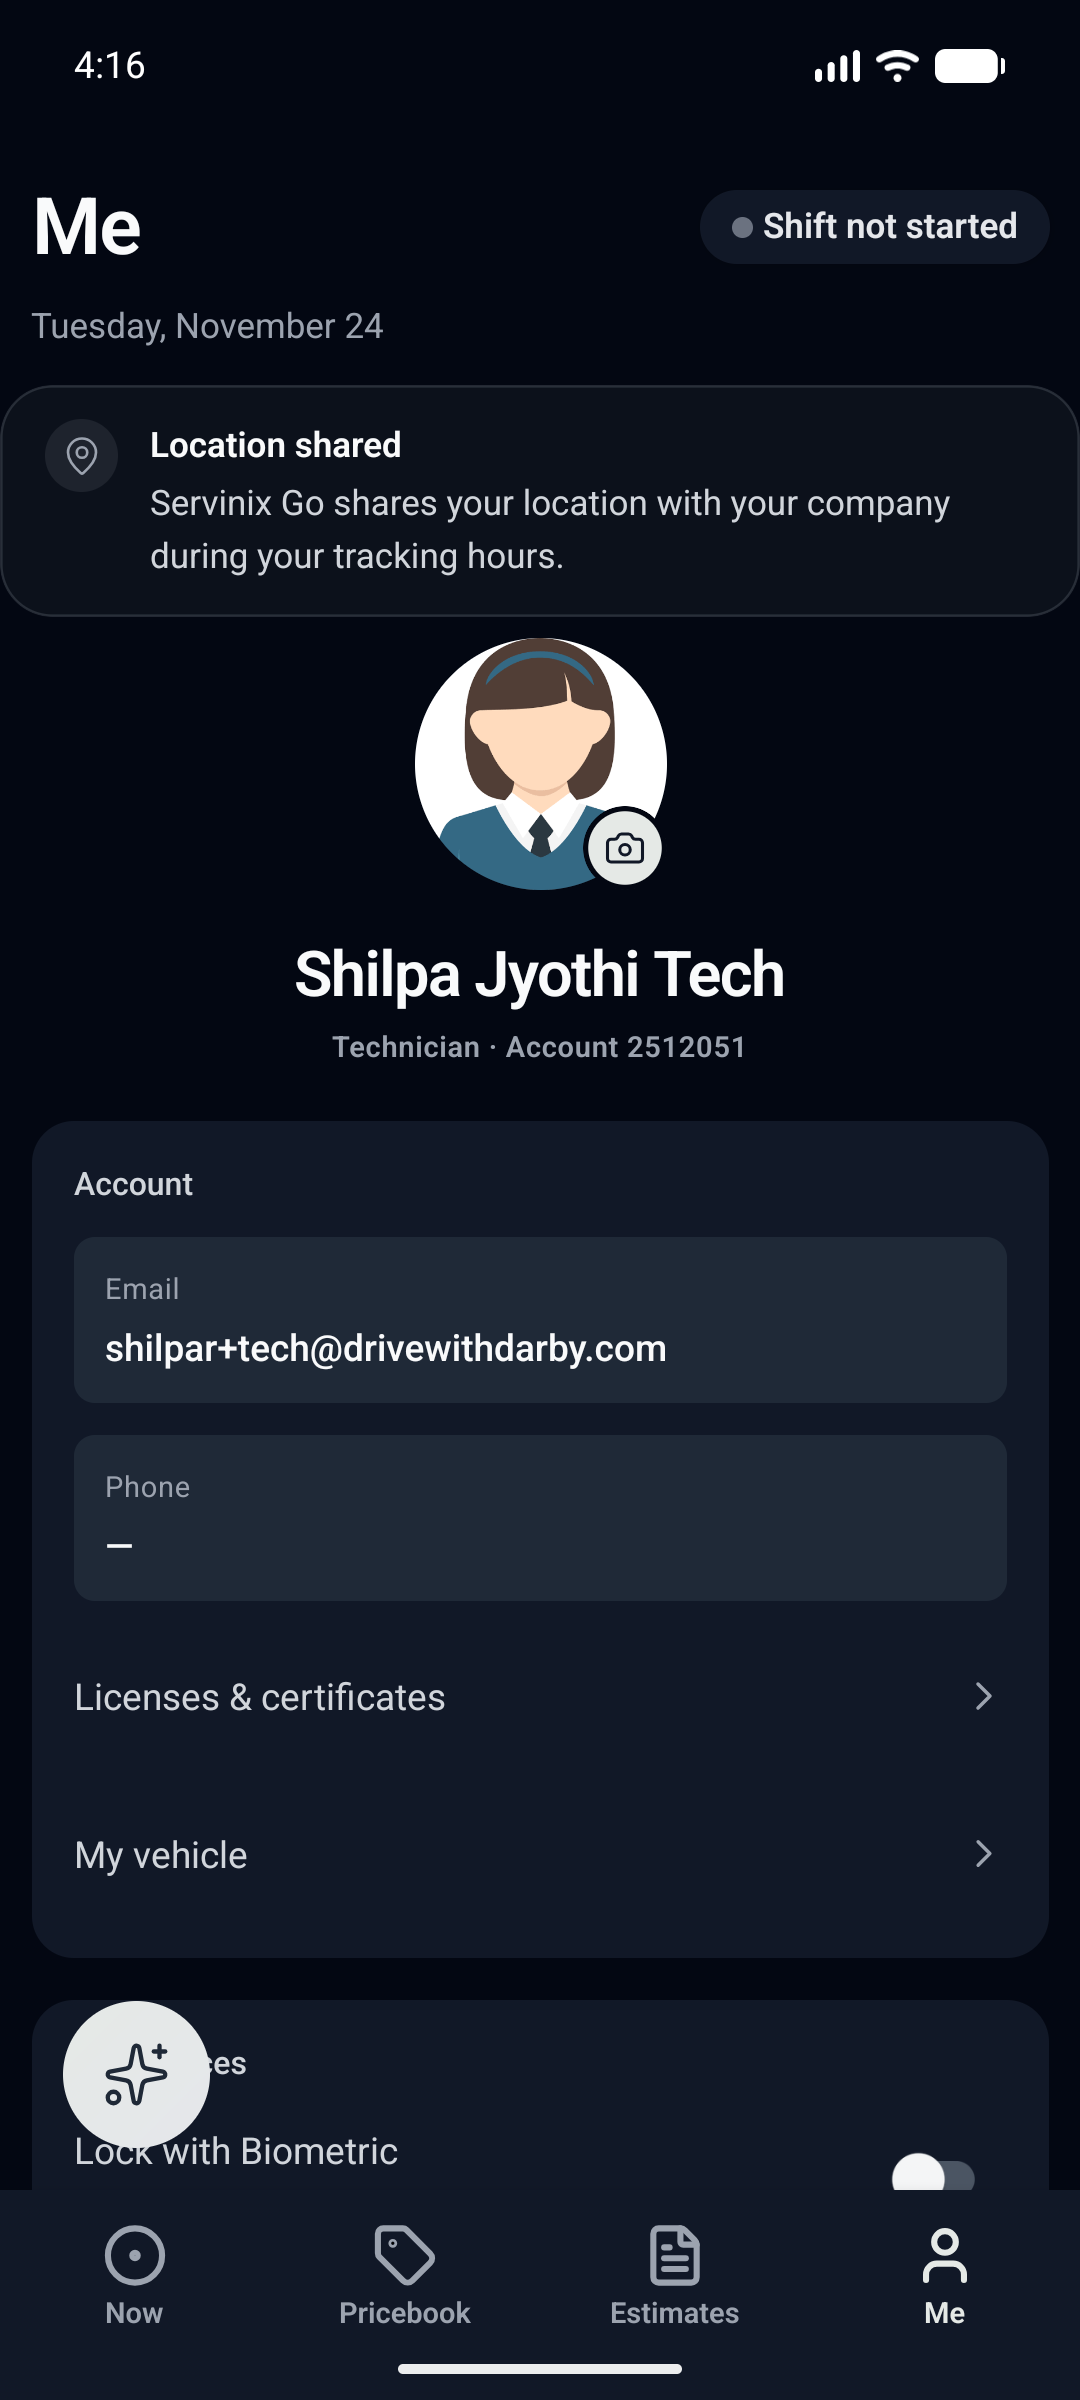 4:16
Me
Shift not started
Tuesday, November 24
Location shared
Servinix Go shares your location with your company
during your tracking hours.
Shilpa Jyothi Tech
Technician · Account 2512051
Account
Email
shilpar+tech@drivewithdarby.com
Phone
—
Licenses & certificates
My vehicle
Lock with Biometric
Now
Pricebook
Estimates
Me